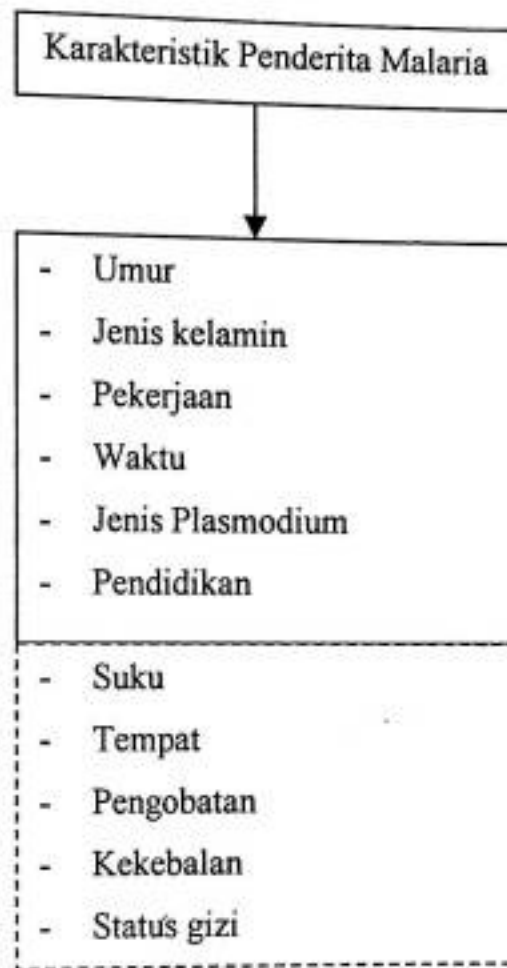 Karakteristik Penderita Malaria
- Umur
- Jenis kelamin
- Pekerjaan
- Waktu
- Jenis Plasmodium
- Pendidikan
- Suku
- Tempat
- Pengobatan
- Kekebalan
- Status gizi